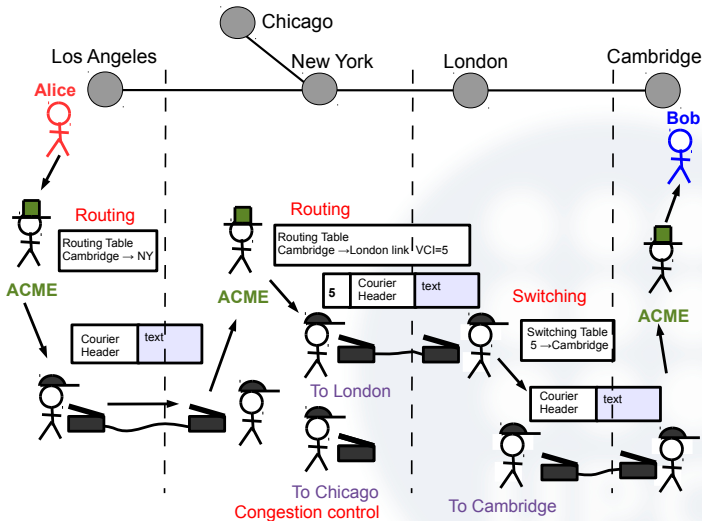 Chicago
Los Angeles
New York
London
Cambridge
Alice
Bob
Routing
Routing Table
Cambridge → NY
ACME
Courier
Header
text
Routing
Routing Table
Cambridge →London link VCI=5
ACME
5
Courier
Header
text
To London
To Chicago
Congestion control
Switching
Switching Table
5 →Cambridge
Courier
Header
text
To Cambridge
ACME